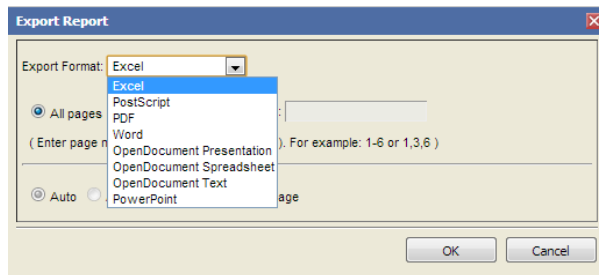 Export Report
Export Format: Excel
Excel
PostScript
PDF
Word
OpenDocument Presentation
OpenDocument Spreadsheet
OpenDocument Text
PowerPoint
All pages :
( Enter page ). For example: 1-6 or 1,3,6 )
Auto
OK Cancel